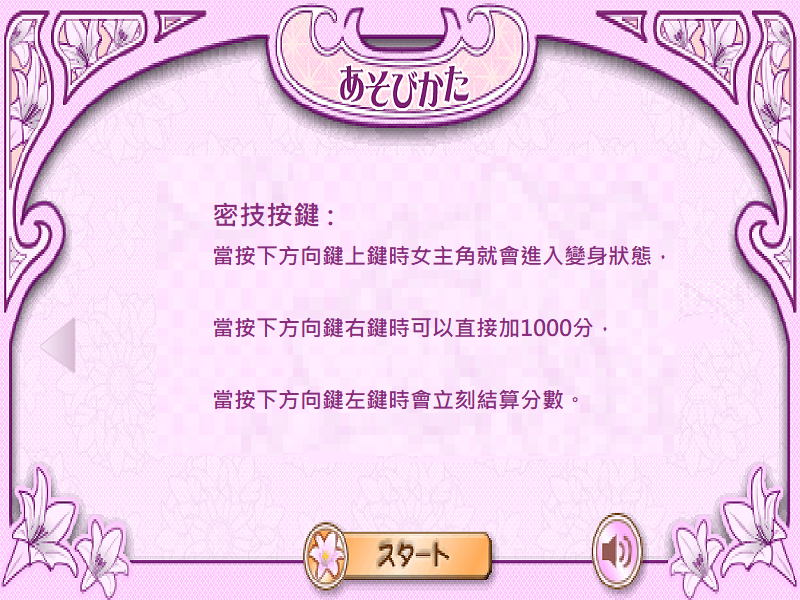 あそびかた
密技按鍵：
當按下方向鍵上鍵時女主角就會進入變身狀態，
當按下方向鍵右鍵時可以直接加1000分，
當按下方向鍵左鍵時會立刻結算分數。
スタート